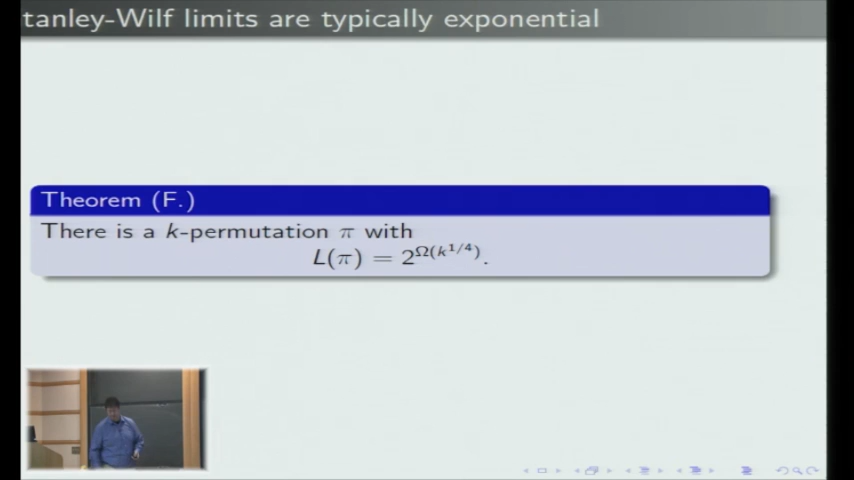 tanley-Wilf limits are typically exponential
Theorem (F.)
There is a k-permutation π with
L(π) = 2^{Ω(k^{1/4})}.